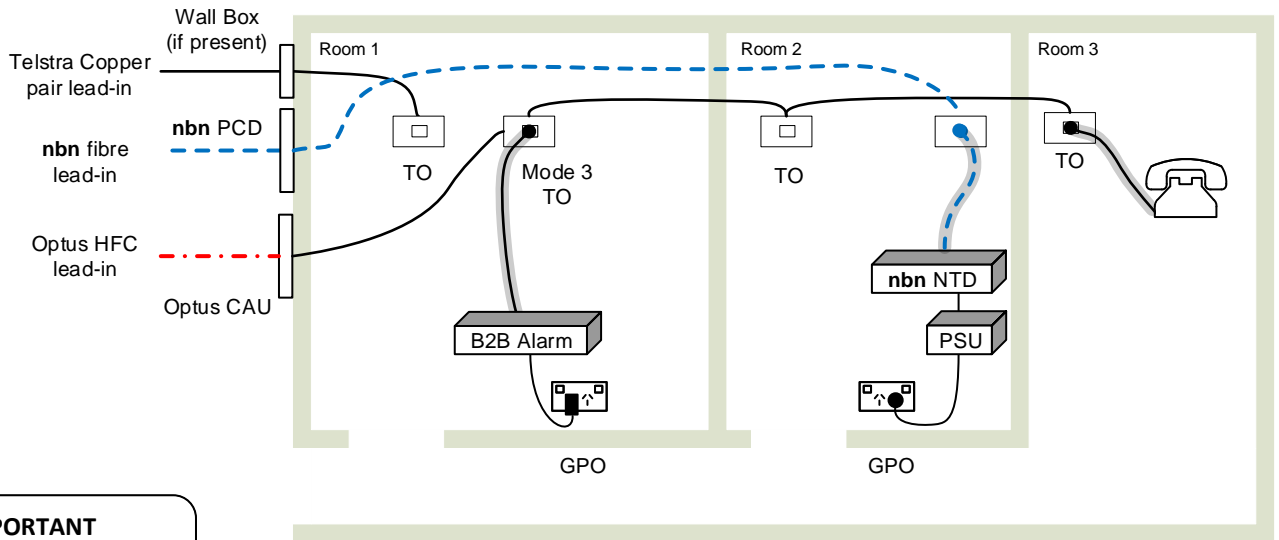 Wall Box
(if present)
Telstra Copper
pair lead-in
nbn PCD
nbn fibre
lead-in
Optus HFC
lead-in
Optus CAU
Room 1
Room 2
Room 3
TO
Mode 3
TO
TO
TO
nbn NTD
B2B Alarm
PSU
GPO
GPO